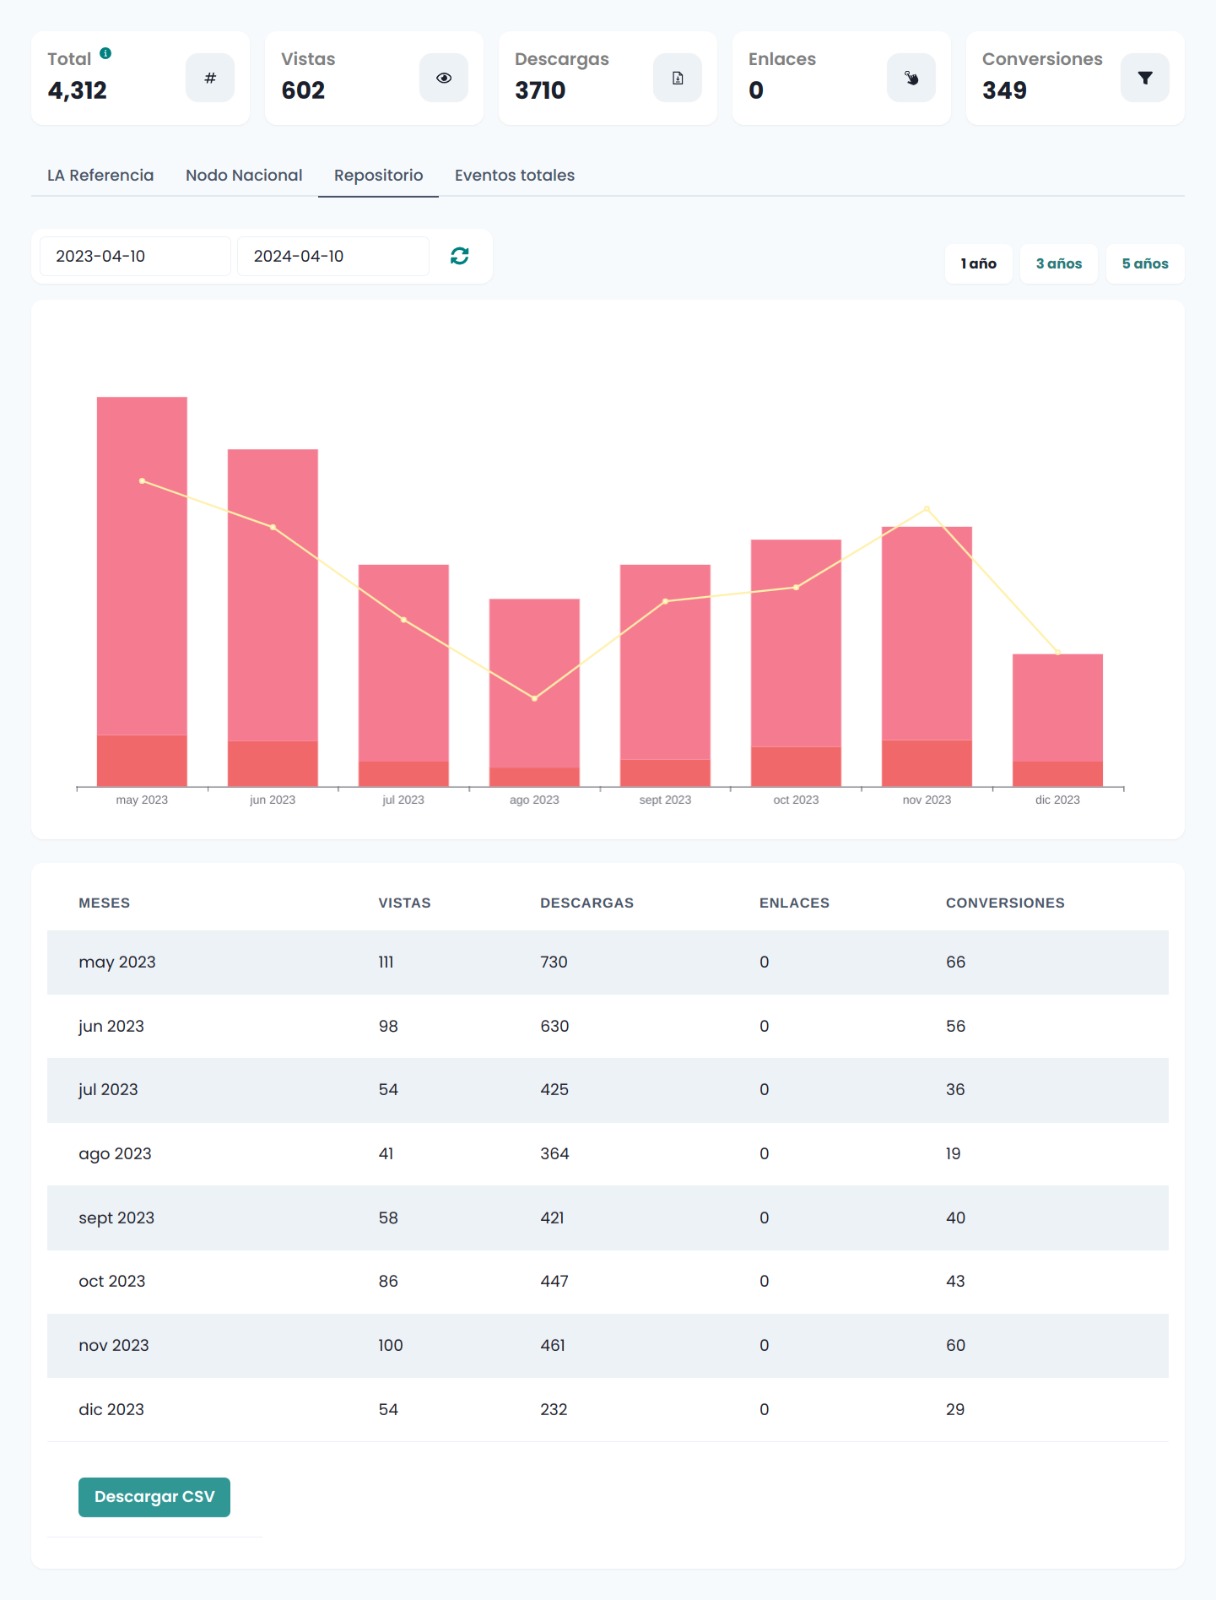 Total
4,312
#
Vistas
602
Descargas
3710
Enlaces
0
Conversiones
349
LA Referencia Nodo Nacional Repositorio Eventos totales
2023-04-10 2024-04-10
1 año 3 años 5 años
may 2023 jun 2023 jul 2023 ago 2023 sept 2023 oct 2023 nov 2023 dic 2023
MESES VISTAS DESCARGAS ENLACES CONVERSIONES
may 2023 111 730 0 66
jun 2023 98 630 0 56
jul 2023 54 425 0 36
ago 2023 41 364 0 19
sept 2023 58 421 0 40
oct 2023 86 447 0 43
nov 2023 100 461 0 60
dic 2023 54 232 0 29
Descargar CSV